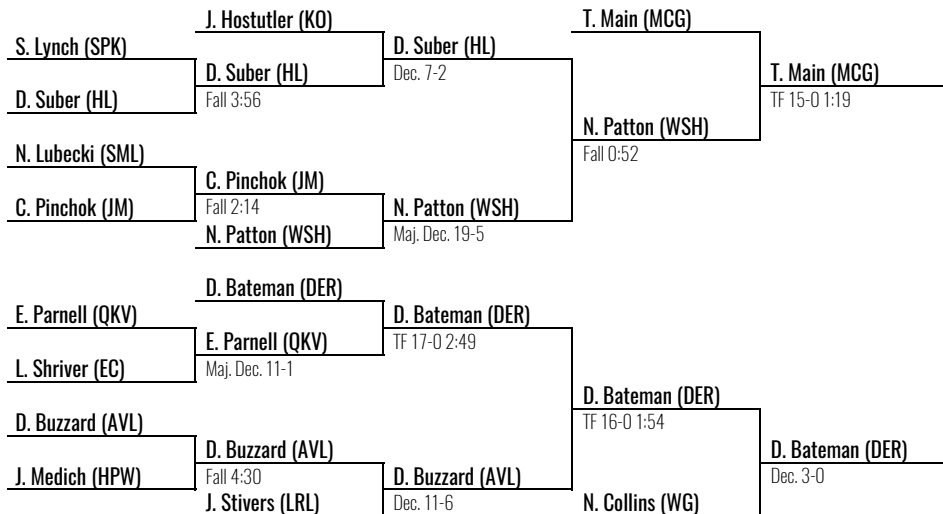 J. Hostutler (KO)
T. Main (MCG)
S. Lynch (SPK)
D. Suber (HL)
Dec. 7-2
D. Suber (HL)
Fall 3:56
T. Main (MCG)
TF 15-0 1:19
D. Suber (HL)
N. Patton (WSH)
Fall 0:52
N. Lubecki (SML)
C. Pinchok (JM)
Fall 2:14
C. Pinchok (JM)
N. Patton (WSH)
Maj. Dec. 19-5
N. Patton (WSH)
D. Bateman (DER)
E. Parnell (QKV)
D. Bateman (DER)
TF 17-0 2:49
E. Parnell (QKV)
Maj. Dec. 11-1
L. Shriver (EC)
D. Bateman (DER)
TF 16-0 1:54
D. Buzzard (AVL)
D. Buzzard (AVL)
Fall 4:30
D. Bateman (DER)
Dec. 3-0
J. Medich (HPW)
D. Buzzard (AVL)
Dec. 11-6
J. Stivers (LRL)
N. Collins (WG)